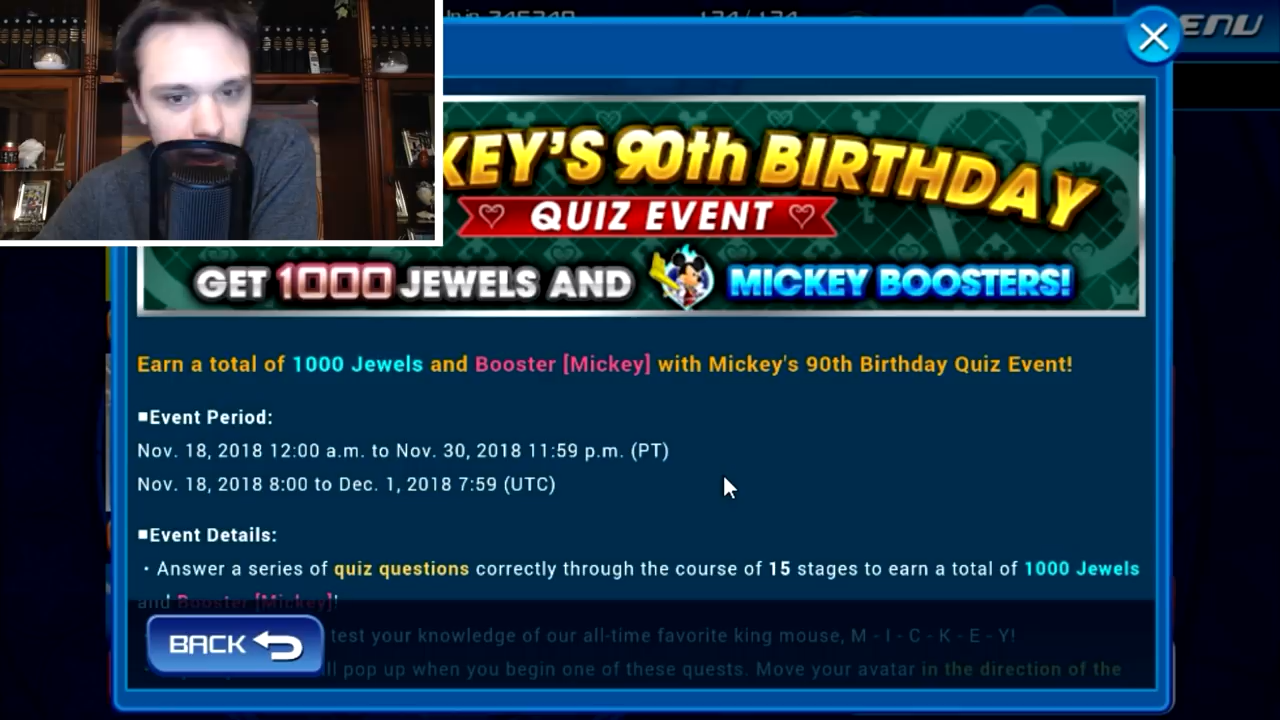 ENU
KEY'S 90th BIRTHDAY
QUIZ EVENT
GET 1000 JEWELS AND MICKEY BOOSTERS!
Earn a total of 1000 Jewels and Booster [Mickey] with Mickey's 90th Birthday Quiz Event!
■Event Period:
Nov. 18, 2018 12:00 a.m. to Nov. 30, 2018 11:59 p.m. (PT)
Nov. 18, 2018 8:00 to Dec. 1, 2018 7:59 (UTC)
■Event Details:
・Answer a series of quiz questions correctly through the course of 15 stages to earn a total of 1000 Jewels
and Booster [Mickey]!
test your knowledge of our all-time favorite king mouse, M - I - C - K - E - Y!
ll pop up when you begin one of these quests. Move your avatar in the direction of the
BACK